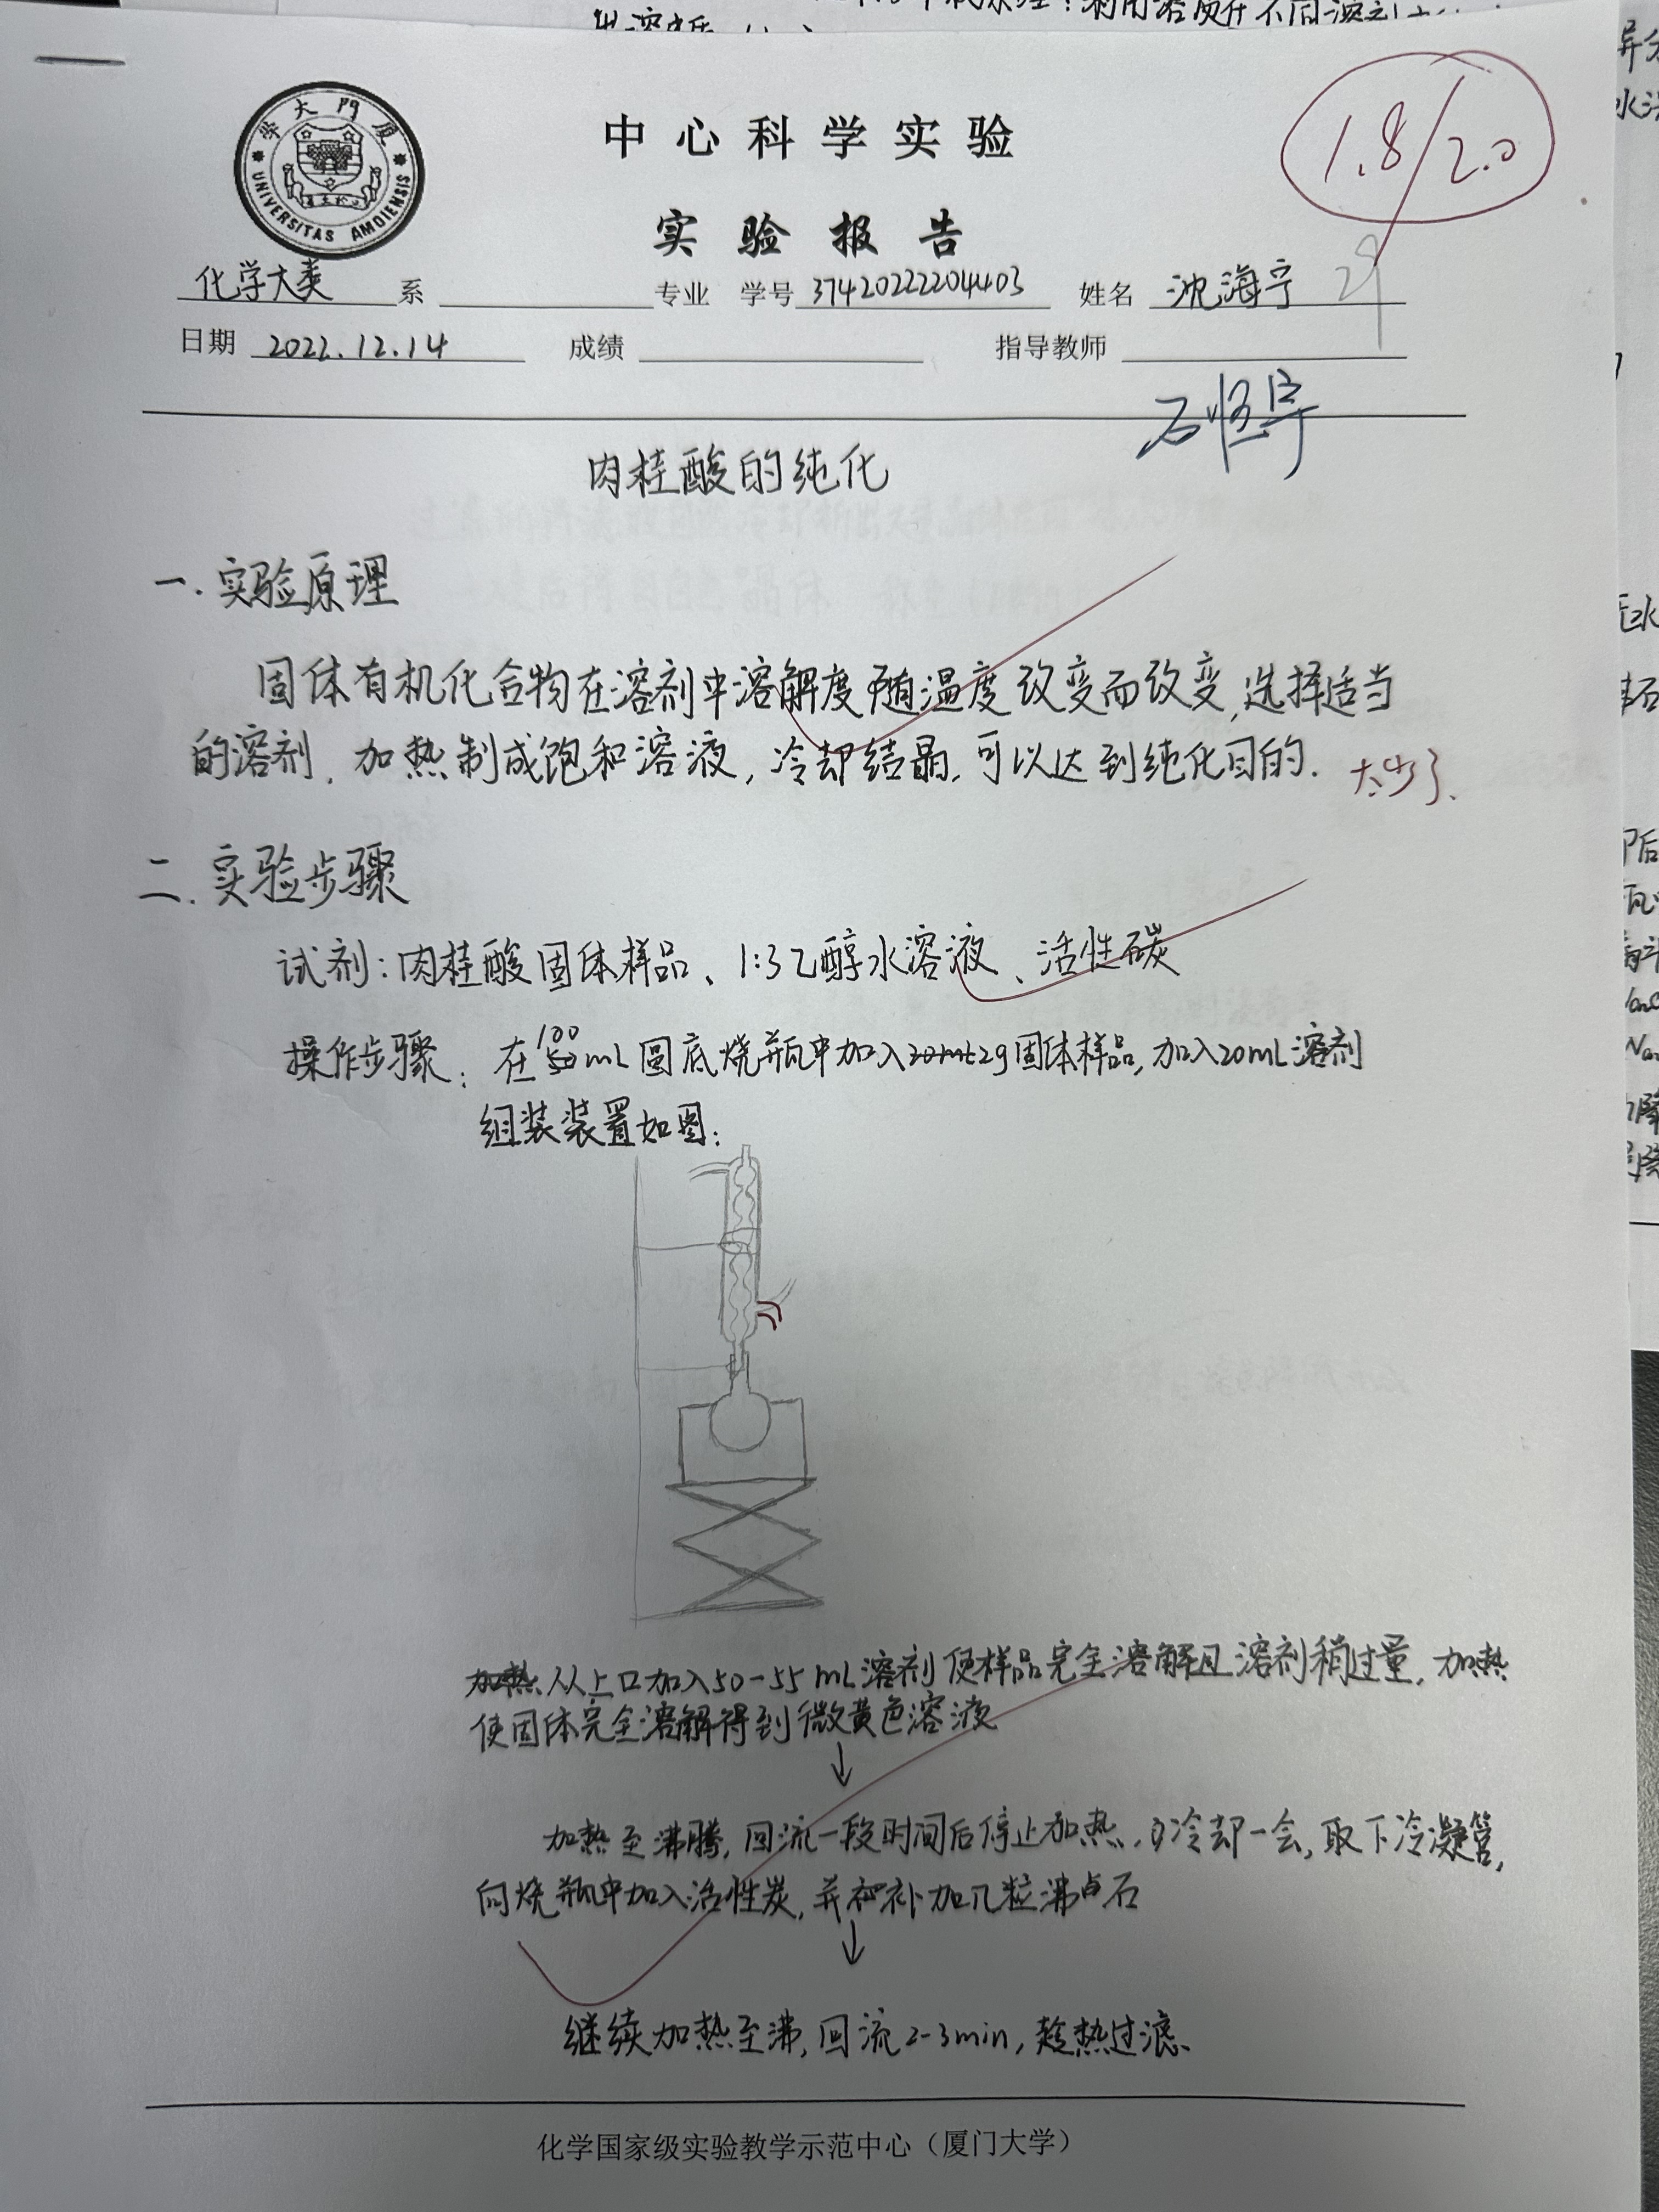 厦门大学
UNIVERSITAS AMOIENSIS
中心科学实验
1.8/2.0
实验报告
化学大类 系 专业 学号 37420222204403 姓名 沈海宁 29
日期 2022.12.14 成绩 指导教师
石恒宇
肉桂酸的纯化
一.实验原理
固体有机化合物在溶剂中溶解度随温度改变而改变,选择适当
的溶剂,加热制成饱和溶液,冷却结晶,可以达到纯化目的.
太少了.
二.实验步骤
试剂:肉桂酸固体样品、1:3乙醇水溶液、活性碳
操作步骤:在100 50 mL圆底烧瓶中加入20mL2g固体样品,加入20mL溶剂
组装装置如图:
加热 从上口加入50-55mL溶剂使样品完全溶解且溶剂稍过量,加热
使固体完全溶解得到微黄色溶液
↓
加热至沸腾,回流一段时间后停止加热,冷却一会,取下冷凝管,
向烧瓶中加入活性炭,并补加几粒沸点石
↓
继续加热至沸,回流2-3min,趁热过滤、
化学国家级实验教学示范中心（厦门大学）